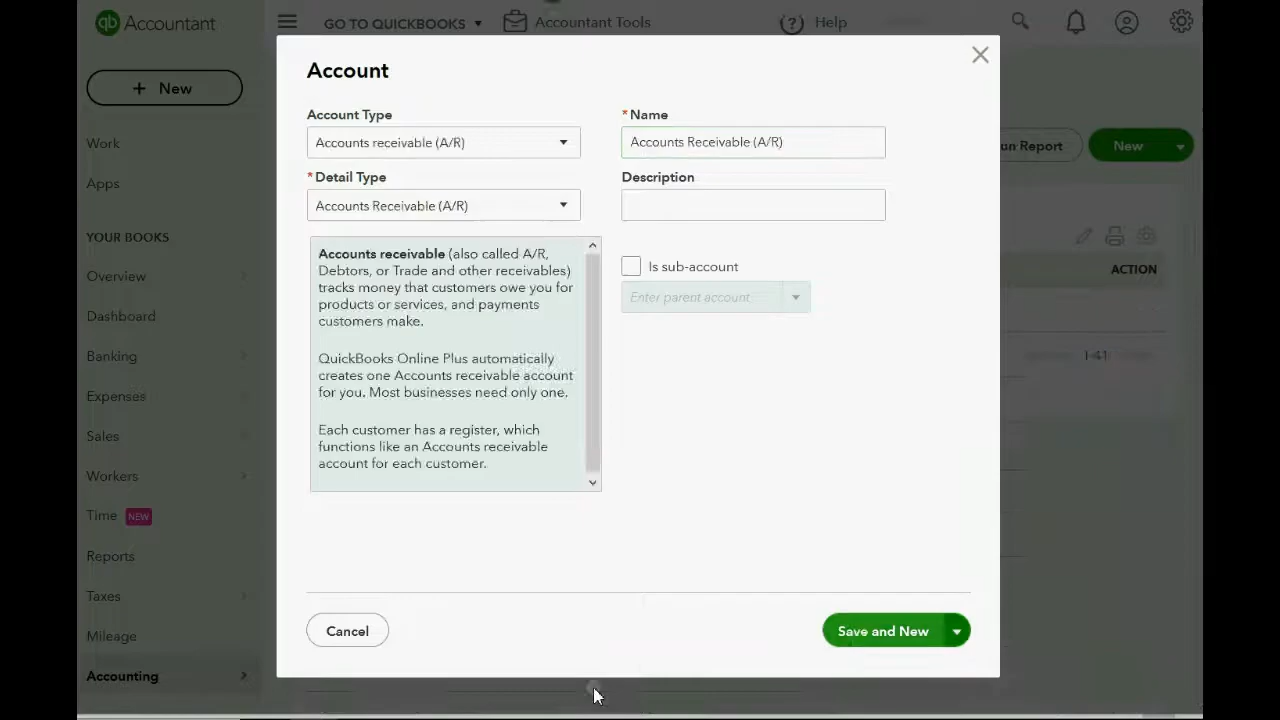 qb Accountant
GO TO QUICKBOOKS
Accountant Tools
Help
+ New
Work
Apps
YOUR BOOKS
Overview
Dashboard
Banking
Expenses
Sales
Workers
Time NEW
Reports
Taxes
Mileage
Accounting
Account
Account Type
Accounts receivable (A/R)
* Detail Type
Accounts Receivable (A/R)
Accounts receivable (also called A/R,
Debtors, or Trade and other receivables)
tracks money that customers owe you for
products or services, and payments
customers make.
QuickBooks Online Plus automatically
creates one Accounts receivable account
for you. Most businesses need only one.
Each customer has a register, which
functions like an Accounts receivable
account for each customer.
* Name
Accounts Receivable (A/R)
Description
Is sub-account
Enter parent account
Cancel
Save and New
Report
New
ACTION
1-41